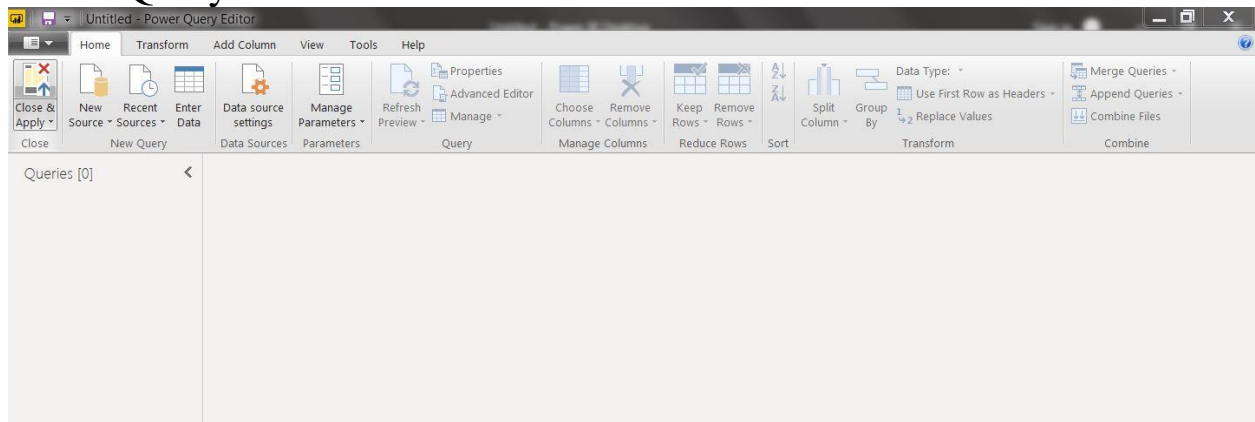 Untitled - Power Query Editor
Home Transform Add Column View Tools Help
Close & Apply
New Source
Recent Sources
Enter Data
Data source settings
Manage Parameters
Refresh Preview
Properties
Advanced Editor
Manage
Choose Columns
Remove Columns
Keep Rows
Remove Rows
Split Column
Group By
Data Type:
Use First Row as Headers
Replace Values
Merge Queries
Append Queries
Combine Files
Close New Query Data Sources Parameters Query Manage Columns Reduce Rows Sort Transform Combine
Queries [0]